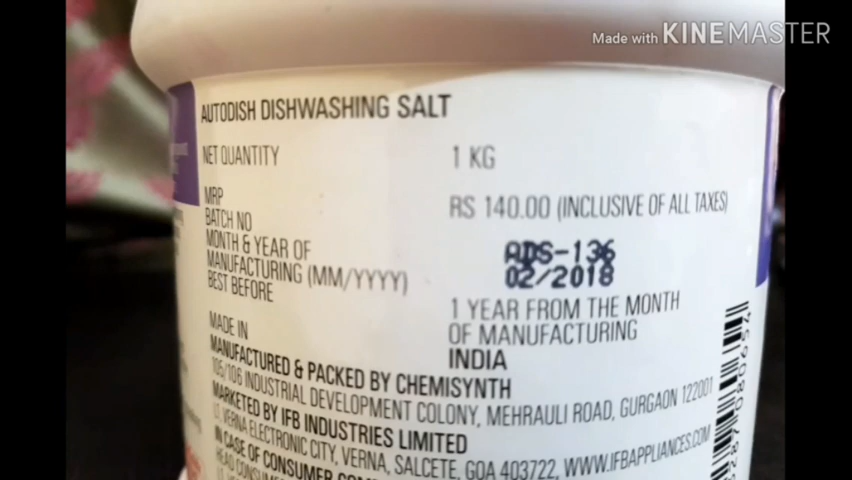 Made with KINEMASTER
AUTODISH DISHWASHING SALT
NET QUANTITY 1 KG
MRP RS 140.00 (INCLUSIVE OF ALL TAXES)
BATCH NO ADS-136
MONTH & YEAR OF
MANUFACTURING (MM/YYYY) 02/2018
BEST BEFORE 1 YEAR FROM THE MONTH
OF MANUFACTURING
MADE IN INDIA
MANUFACTURED & PACKED BY CHEMISYNTH
105/106 INDUSTRIAL DEVELOPMENT COLONY, MEHRAULI ROAD, GURGAON 122001
MARKETED BY IFB INDUSTRIES LIMITED
VERNA ELECTRONIC CITY, VERNA, SALCETE, GOA 403722, WWW.IFBAPPLIANCES.COM
IN CASE OF CONSUMER